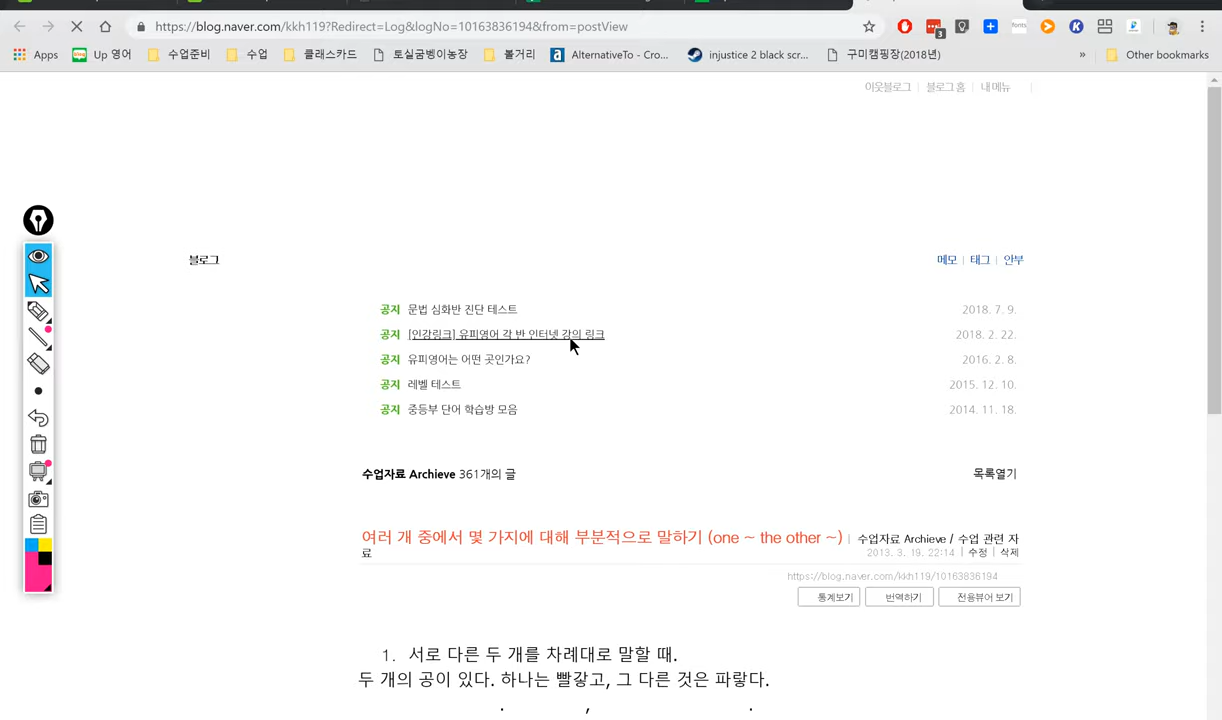 https://blog.naver.com/kkh119?Redirect=Log&logNo=10163836194&from=postView
3
Apps Up 영어 수업준비 수업 클래스카드 토실굼벵이농장 볼거리 AlternativeTo - Cro... injustice 2 black scr... 구미캠핑장(2018년) » Other bookmarks
이웃블로그 | 블로그 홈 | 내 메뉴 |
블로그 메모 | 태그 | 안부
공지 문법 심화반 진단 테스트 2018. 7. 9.
공지 [인강링크] 유피영어 각 반 인터넷 강의 링크 2018. 2. 22.
공지 유피영어는 어떤 곳인가요? 2016. 2. 8.
공지 레벨 테스트 2015. 12. 10.
공지 중등부 단어 학습방 모음 2014. 11. 18.
수업자료 Archieve 361개의 글 목록열기
여러 개 중에서 몇 가지에 대해 부분적으로 말하기 (one ~ the other ~) | 수업자료 Archieve / 수업 관련 자
료 2013. 3. 19. 22:14 | 수정 | 삭제
https://blog.naver.com/kkh119/10163836194
통계보기 번역하기 전용뷰어 보기
1. 서로 다른 두 개를 차례대로 말할 때.
두 개의 공이 있다. 하나는 빨갛고, 그 다른 것은 파랗다.